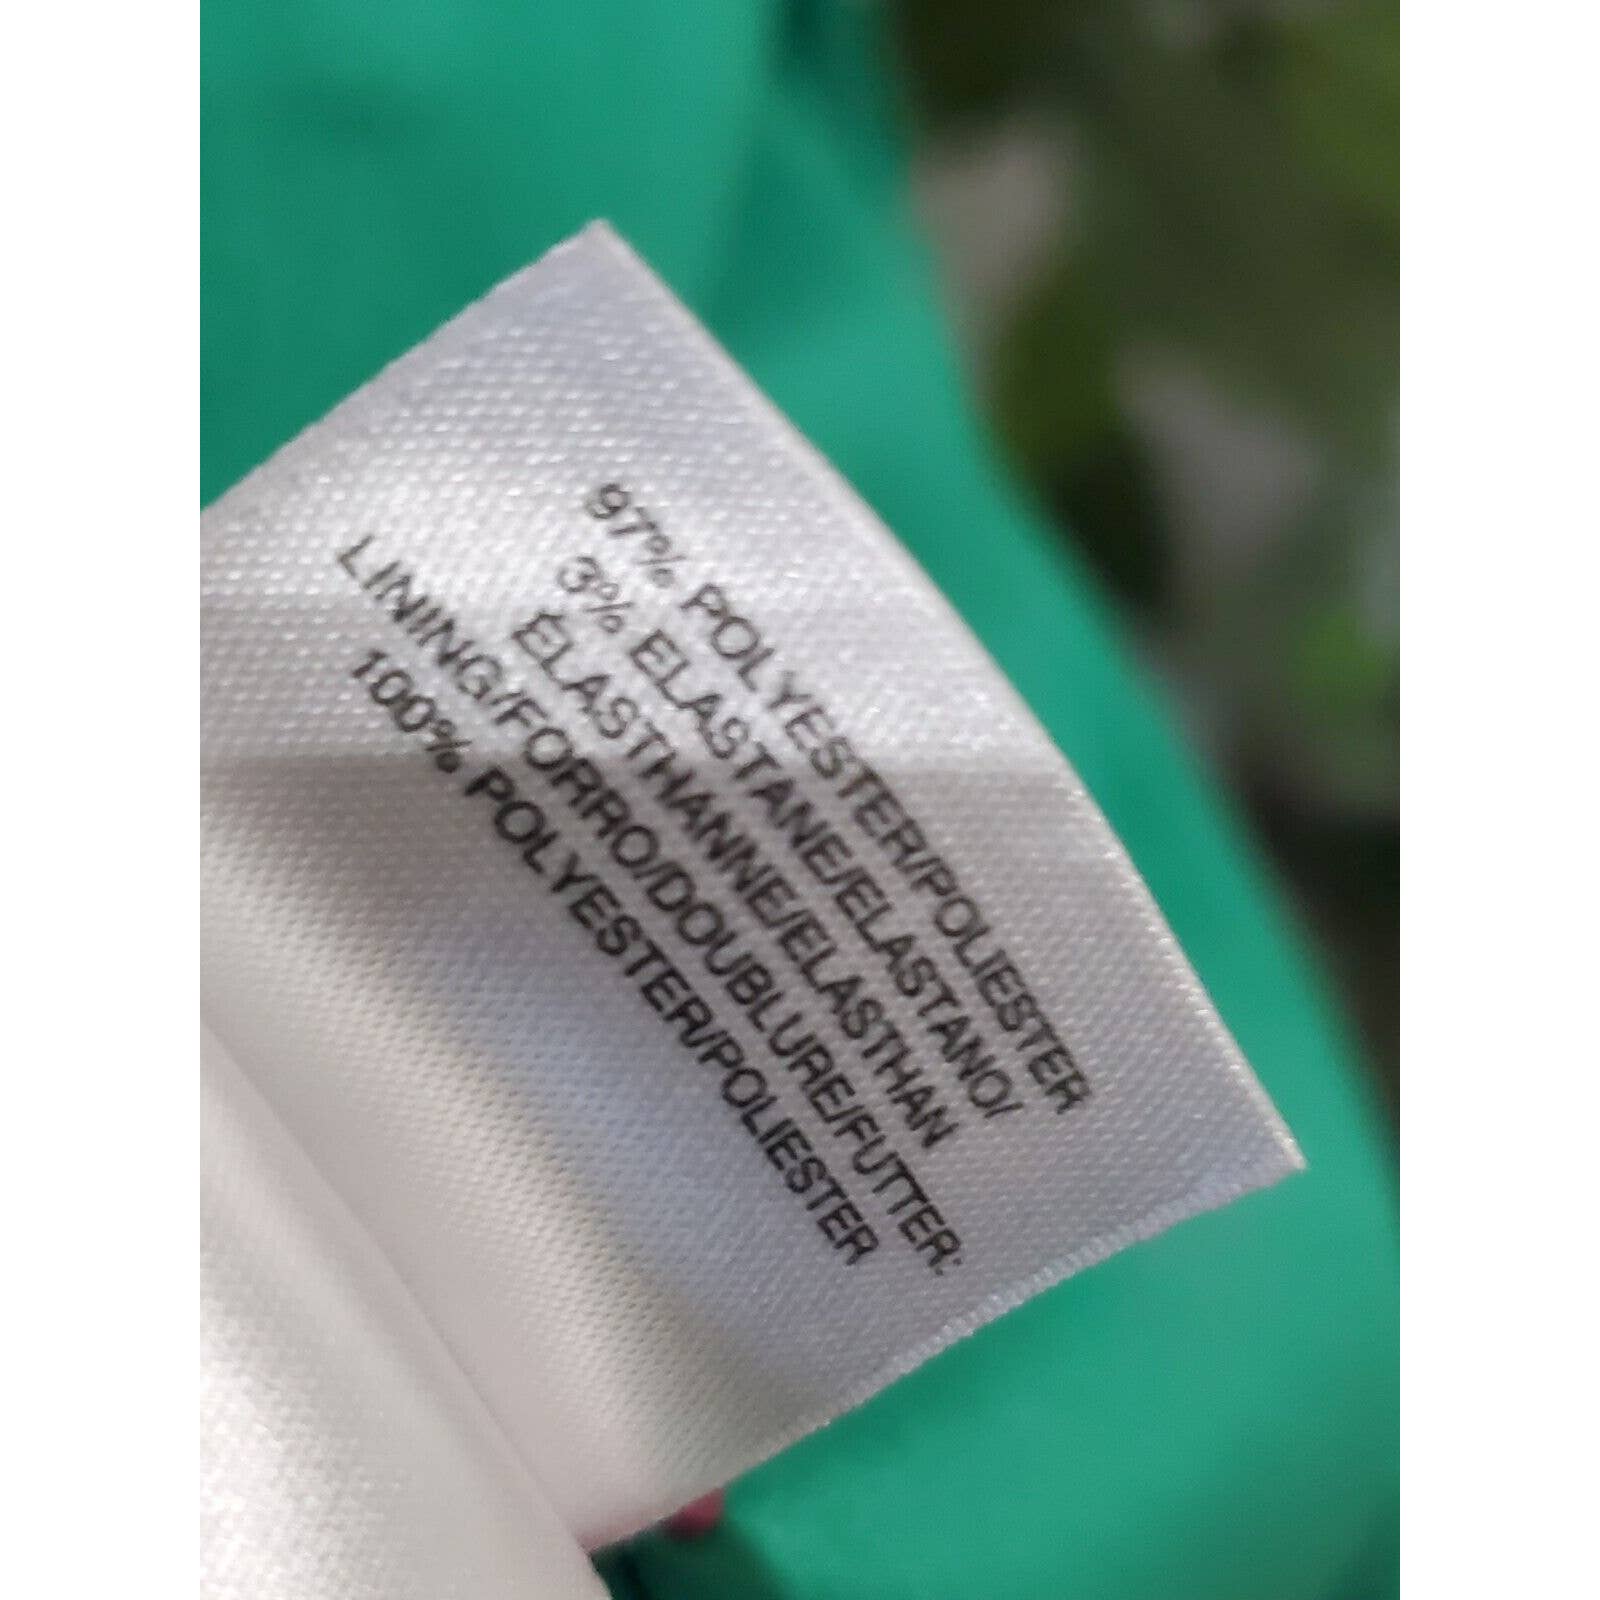 97% POLYESTER/POLIESTER
3% ELASTANE/ELASTANO/
ÉLASTHANNE/ELASTHAN
LINING/FORRO/DOUBLURE/FUTTER:
100% POLYESTER/POLIESTER